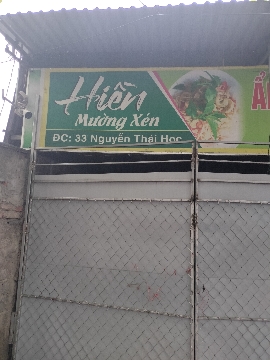 Hiền
Mường Xén
ĐC: 33 Nguyễn Thái Học
Ẩ